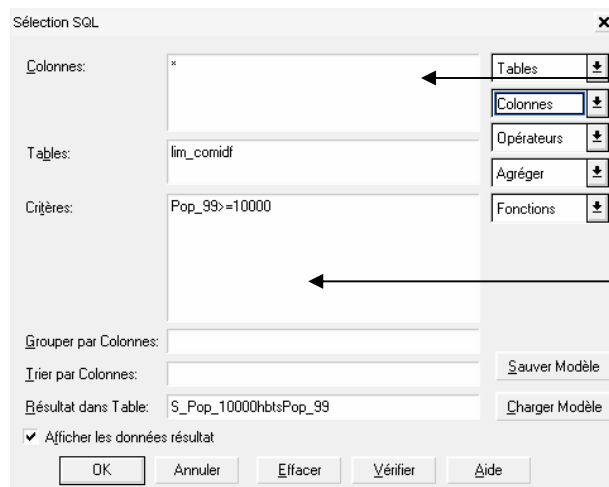 Sélection SQL
Colonnes:
*
Tables
Colonnes
Opérateurs
Tables:
lim_comidf
Agréger
Critères:
Pop_99>=10000
Fonctions
Grouper par Colonnes:
Trier par Colonnes:
Sauver Modèle
Résultat dans Table:
S_Pop_10000hbtsPop_99
Charger Modèle
Afficher les données résultat
OK
Annuler
Effacer
Vérifier
Aide